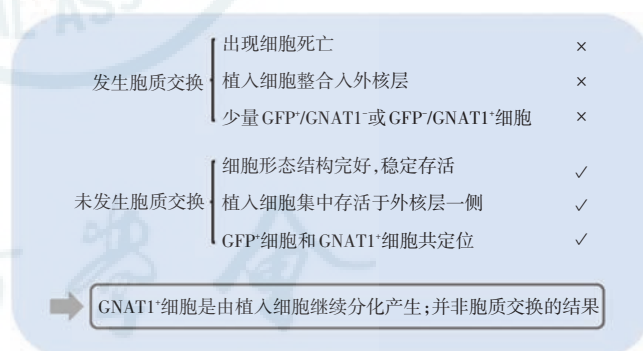 AL ASS
出现细胞死亡 ×
发生胞质交换 植入细胞整合入外核层 ×
少量GFP⁺/GNAT1⁻或GFP⁻/GNAT1⁺细胞 ×
细胞形态结构完好,稳定存活 ✓
未发生胞质交换 植入细胞集中存活于外核层一侧 ✓
GFP⁺细胞和GNAT1⁺细胞共定位 ✓
GNAT1⁺细胞是由植入细胞继续分化产生;并非胞质交换的结果